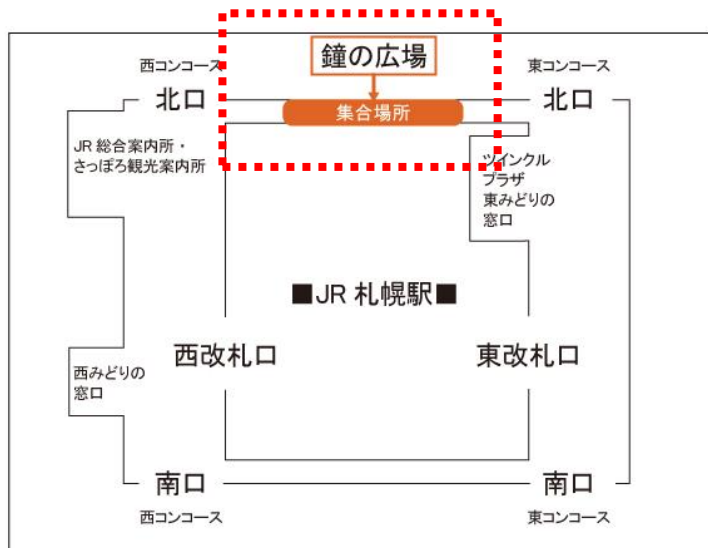 鐘の広場
西コンコース
東コンコース
北口
集合場所
北口
JR 総合案内所・
さっぽろ観光案内所
ツインクル
プラザ
東みどりの
窓口
■JR 札幌駅■
西改札口
東改札口
西みどりの
窓口
南口
南口
西コンコース
東コンコース